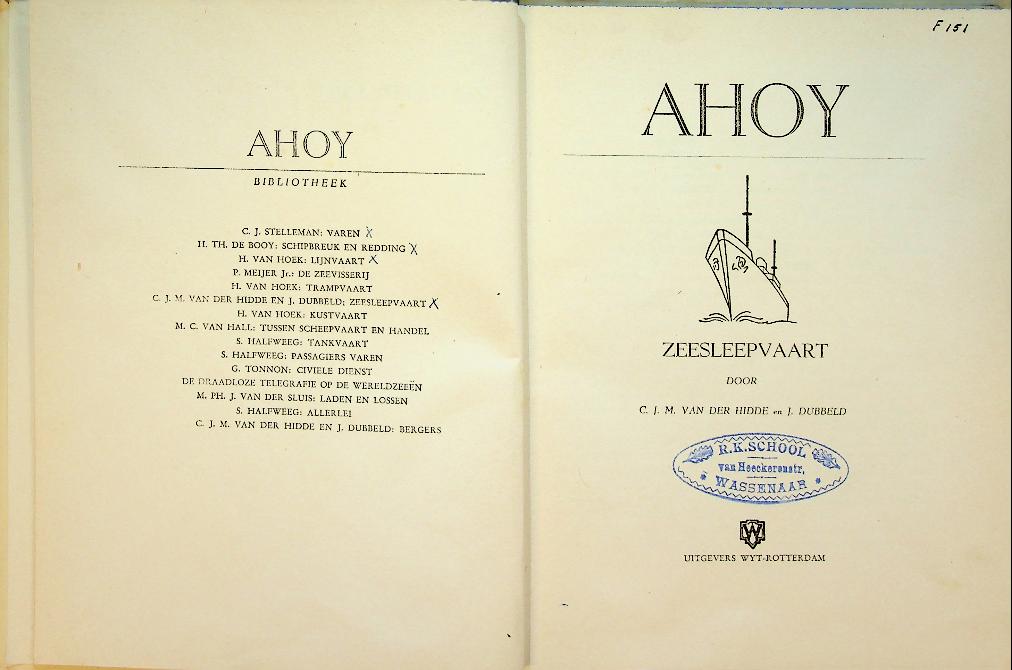 AHOY
BIBLIOTHEEK
C. J. STELLEMAN: VAREN X
H. TH. DE BOOY: SCHIPBREUK EN REDDING X
H. VAN HOEK: LIJNVAART X
P. MEIJER Jr.: DE ZEEVISSERIJ
H. VAN HOEK: TRAMPVAART
C. J. M. VAN DER HIDDE EN J. DUBBELD; ZEESLEEPVAART X
H. VAN HOEK: KUSTVAART
M. C. VAN HALL: TUSSEN SCHEEPVAART EN HANDEL
S. HALFWEEG: TANKVAART
S. HALFWEEG: PASSAGIERS VAREN
G. TONNON: CIVIELE DIENST
DE DRAADLOZE TELEGRAFIE OP DE WERELDZEEËN
M. PH. J. VAN DER SLUIS: LADEN EN LOSSEN
S. HALFWEEG: ALLERLEI
C. J. M. VAN DER HIDDE EN J. DUBBELD: BERGERS
F 151
AHOY
ZEESLEEPVAART
DOOR
C. J. M. VAN DER HIDDE en J. DUBBELD
R.K.SCHOOL
van Heeckerenstr,
* WASSENAAR *
W
UITGEVERS WYT-ROTTERDAM